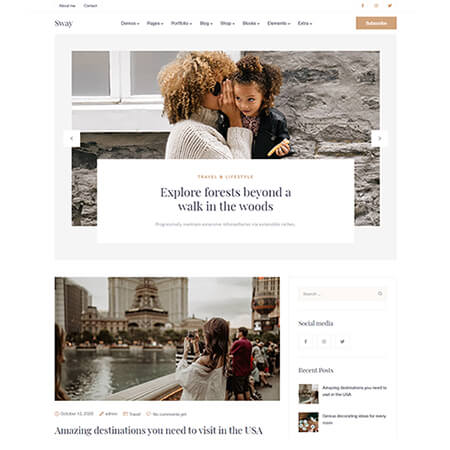 About me Contact
Sway
Demos Pages Portfolio Blog Shop Blocks Elements Extra
Subscribe
TRAVEL & LIFESTYLE
Explore forests beyond a
walk in the woods
Progressively maintain extensive infomediaries via extensible niches.
Search ...
Social media
Recent Posts
Amazing destinations you need to
visit in the USA
Genius decorating ideas for every
room
October 13, 2020 admin Travel No comments yet
Amazing destinations you need to visit in the USA